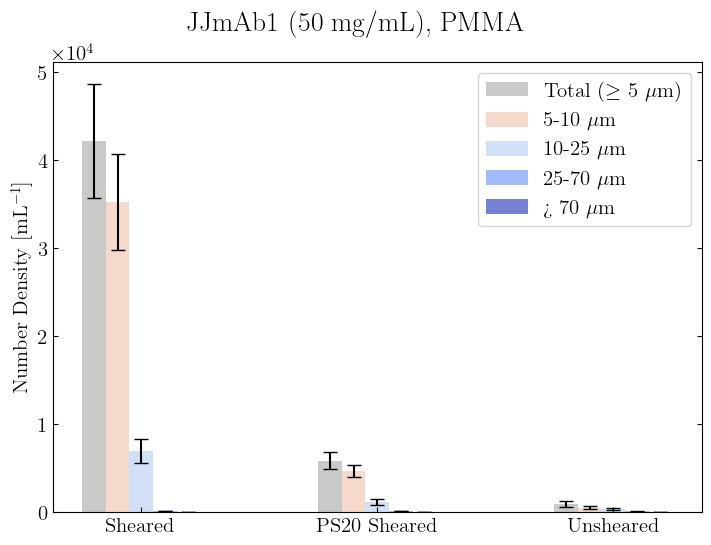 JJmAb1 (50 mg/mL), PMMA
×10⁴
5
4
3
2
1
0
Number Density [mL⁻¹]
Total (≥ 5 μm)
5-10 μm
10-25 μm
25-70 μm
¿ 70 μm
Sheared
PS20 Sheared
Unsheared